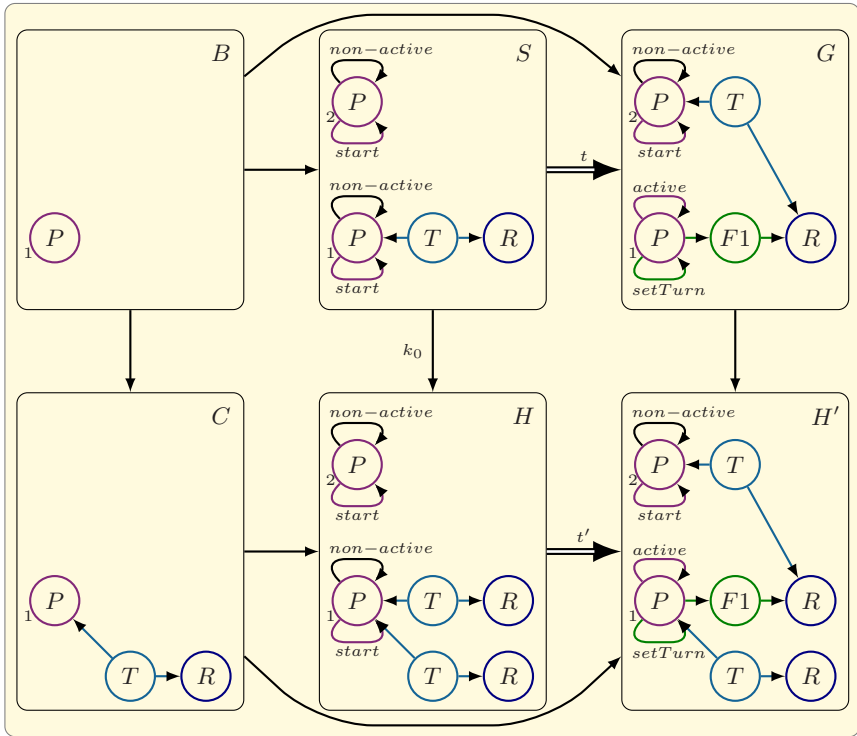 B
P
1
S
non−active
P
2
start
non−active
P
1
start
T
R
t
G
non−active
P
2
start
T
active
P
1
setTurn
F1
R
k0
C
P
1
T
R
H
non−active
P
2
start
non−active
P
1
start
T
R
T
R
t′
H′
non−active
P
2
start
T
active
P
1
setTurn
F1
R
T
R